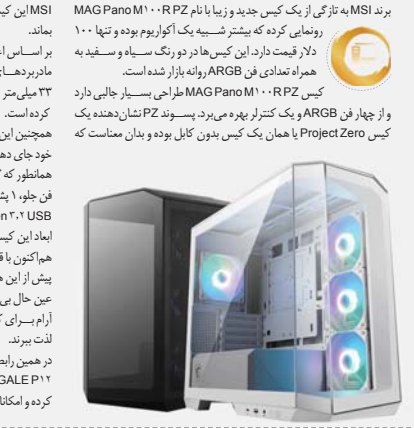 برند MSI به تازگی از یک کیس جدید و زیبا با نام MAG Pano M۱۰۰R PZ
رونمایی کرده که بیشتر شبیه یک آکواریوم بوده و تنها ۱۰۰
دلار قیمت دارد. این کیس‌ها در دو رنگ سیاه و سفید به
همراه تعدادی فن ARGB روانه بازار شده است.
کیس MAG Pano M۱۰۰R PZ طراحی بسیار جالبی دارد
و از چهار فن ARGB و یک کنترلر بهره می‌برد. پسوند PZ نشان‌دهنده یک
کیس Project Zero یا همان یک کیس بدون کابل بوده و بدان معناست که
MSI این کی
بماند.
بر اساس اع
مادربردهای
۳۳ میلی‌متر
کرده است.
همچنین این
خود جای ده
همانطور که
فن جلو، ۱ پش
USB ۳٫۲
ابعاد این کیس
هم‌اکنون با ق
پیش از این ه
عین حال بی
آرام برای ک
لذت ببرند.
در همین رابط
GALE P۱۲
کرده و امکانا